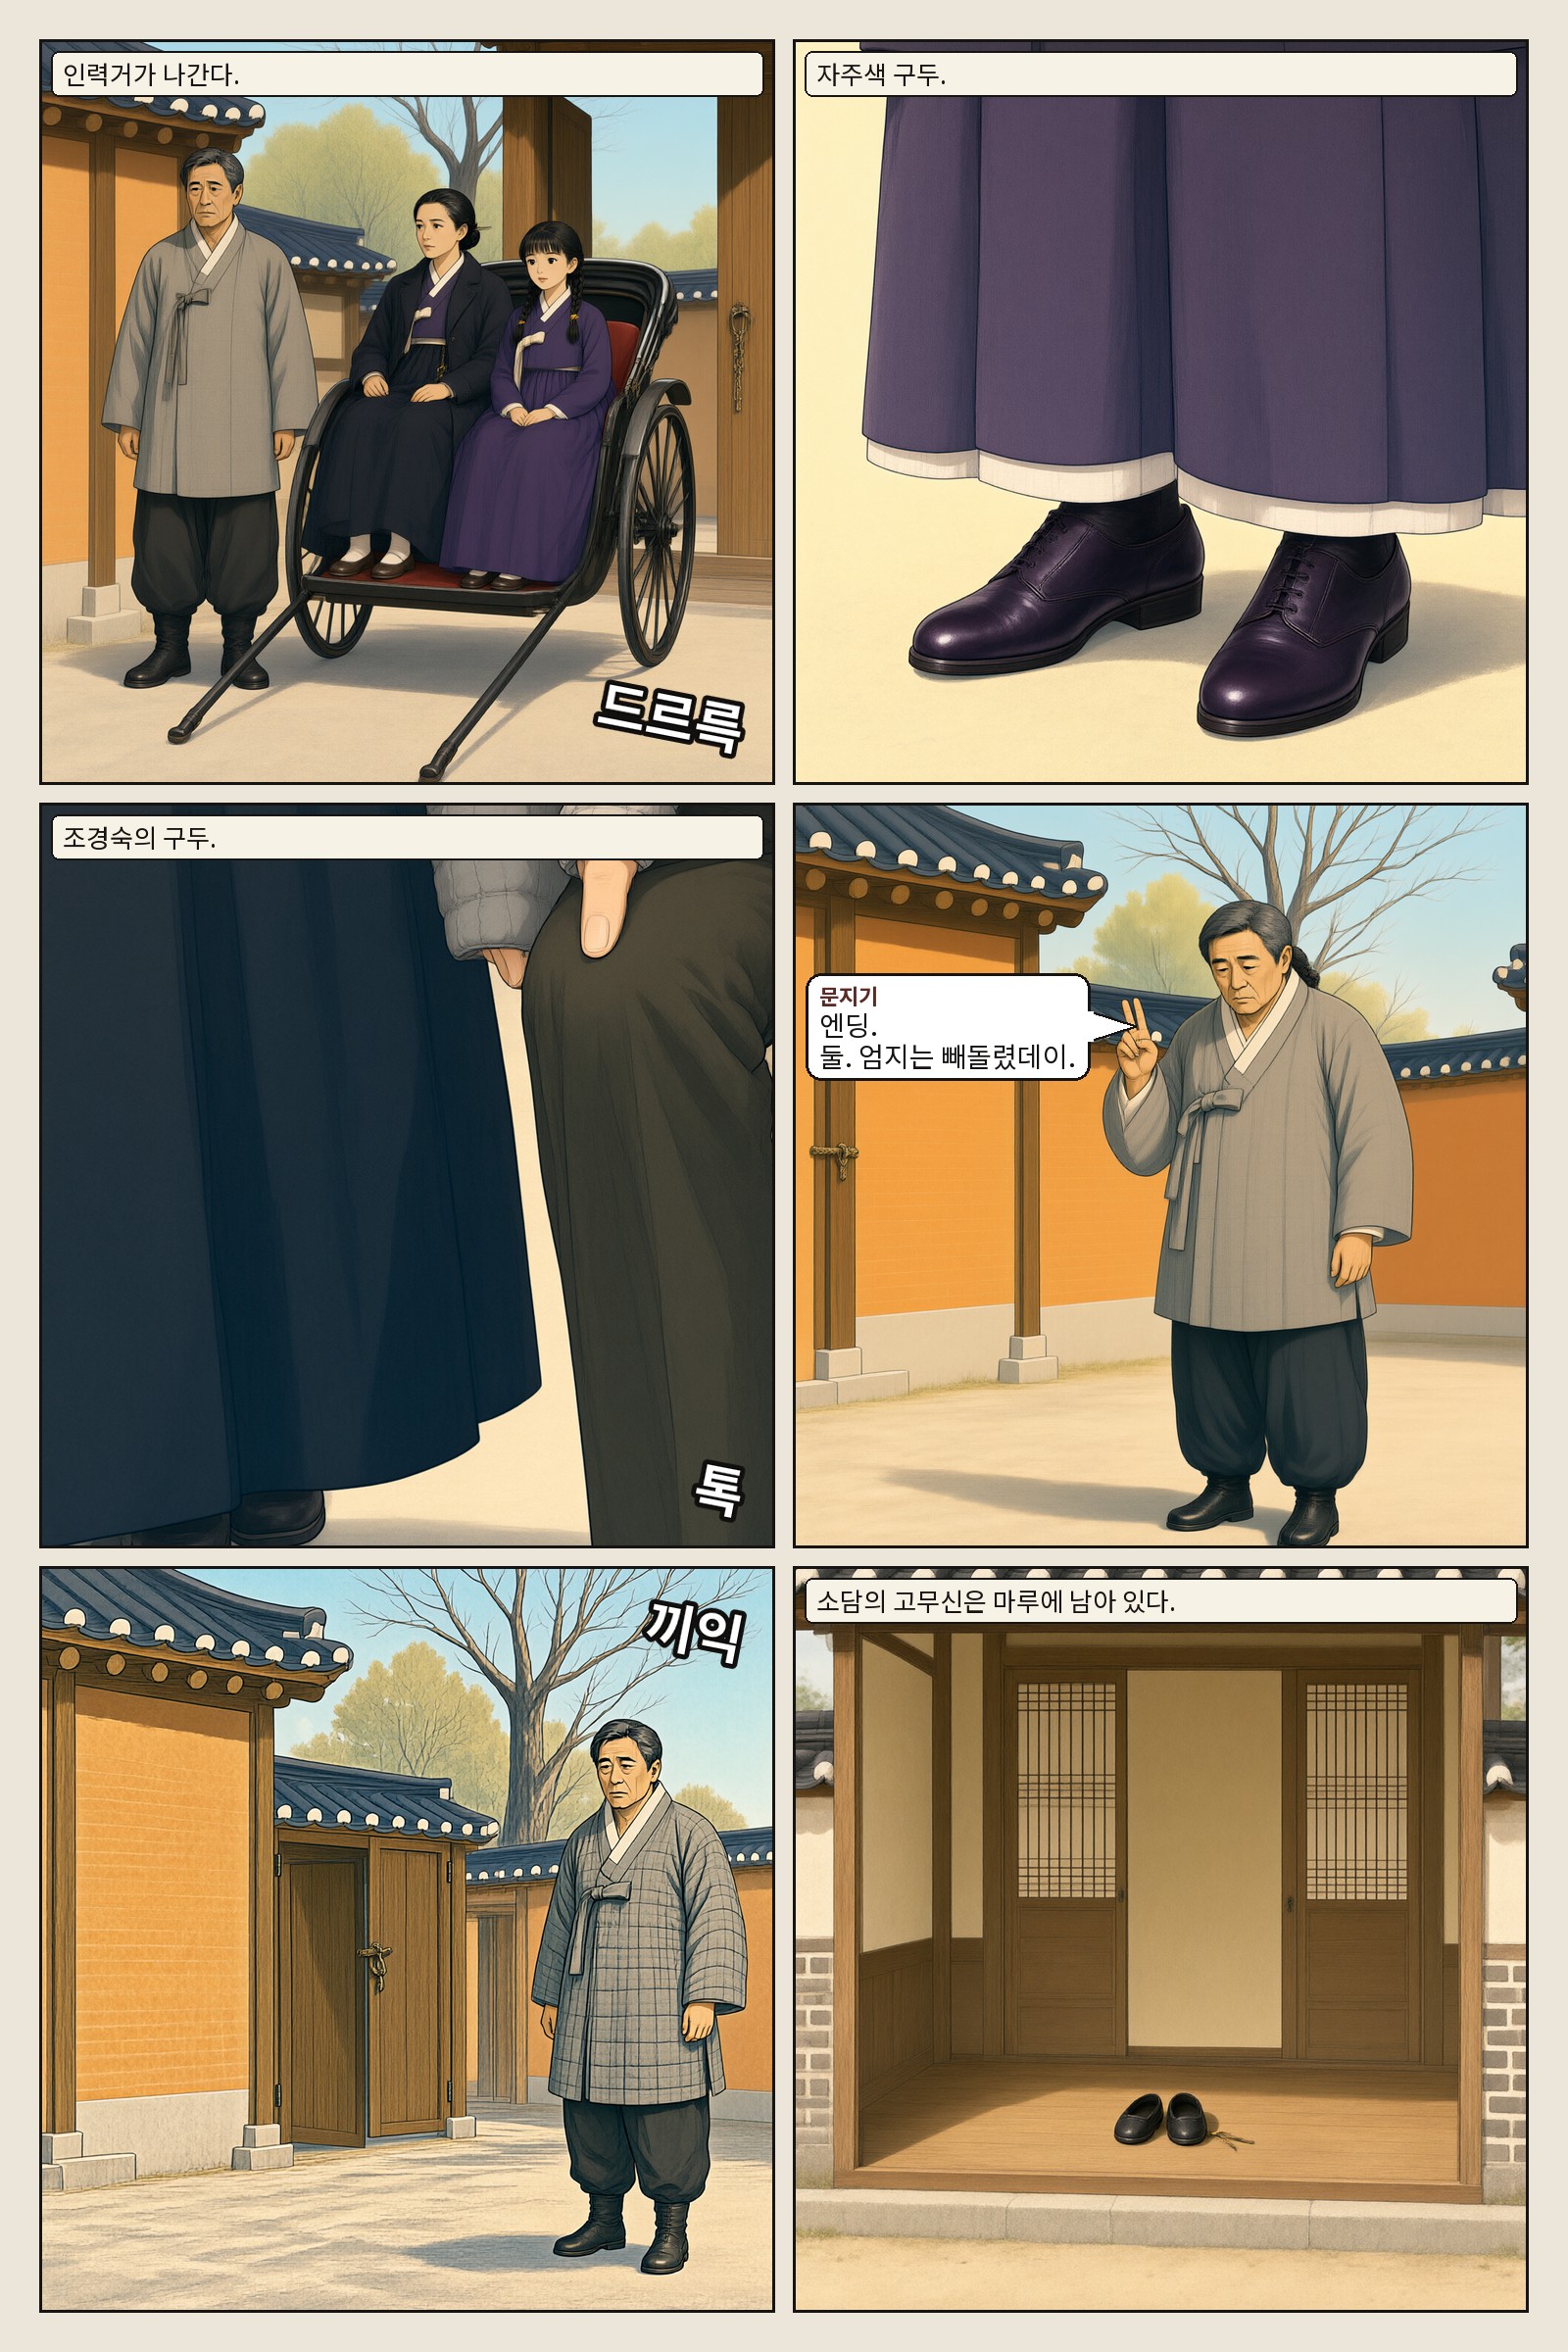 인력거가 나간다.
드르륵
자주색 구두.
조경숙의 구두.
톡
문지기
엔딩.
둘. 엄지는 빼돌렸데이.
끼익
소담의 고무신은 마루에 남아 있다.